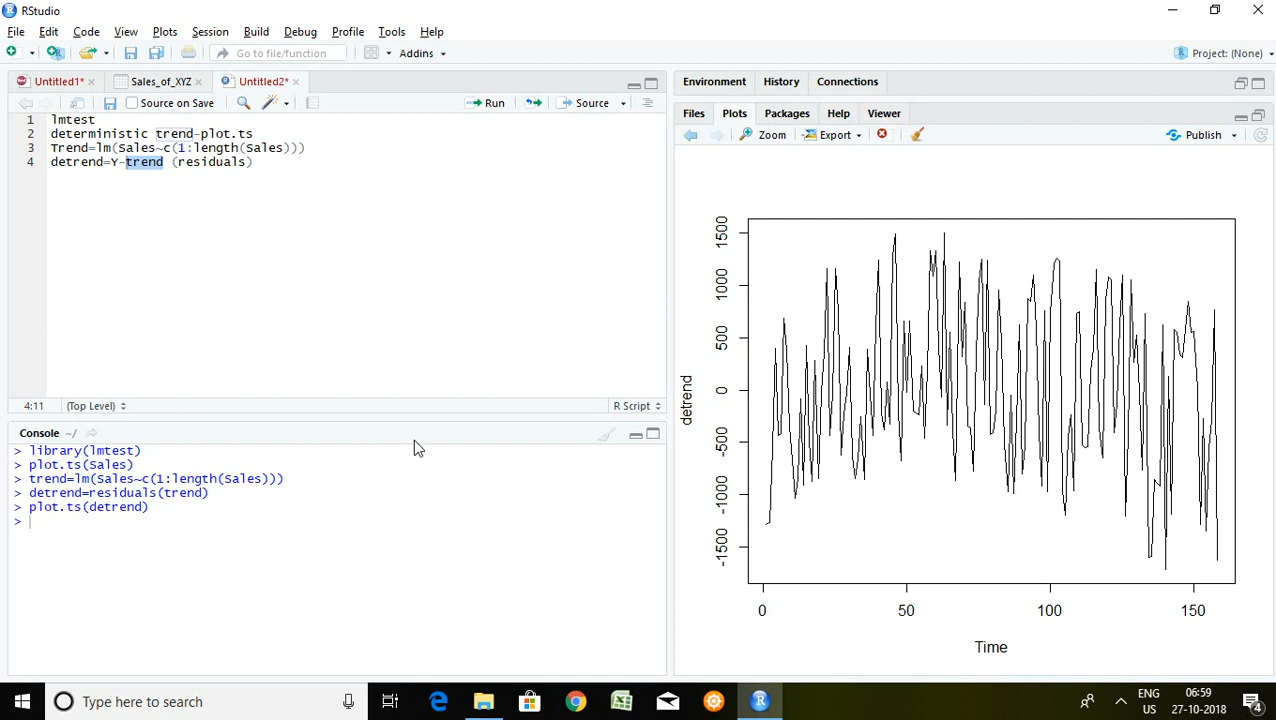 RStudio
File Edit Code View Plots Session Build Debug Profile Tools Help
Go to file/function Addins Project: (None)
Untitled1* Sales_of_XYZ Untitled2*
Source on Save Run Source
1 lmtest
2 deterministic trend-plot.ts
3 Trend=lm(Sales~c(1:length(Sales)))
4 detrend=Y-trend (residuals)
4:11 (Top Level) R Script
Console ~/
> library(lmtest)
> plot.ts(Sales)
> trend=lm(Sales~c(1:length(Sales)))
> detrend=residuals(trend)
> plot.ts(detrend)
>
Environment History Connections
Files Plots Packages Help Viewer
Zoom Export Publish
1500
1000
500
0
-500
-1000
-1500
detrend
0 50 100 150
Time
Type here to search
ENG 06:59
US 27-10-2018
4